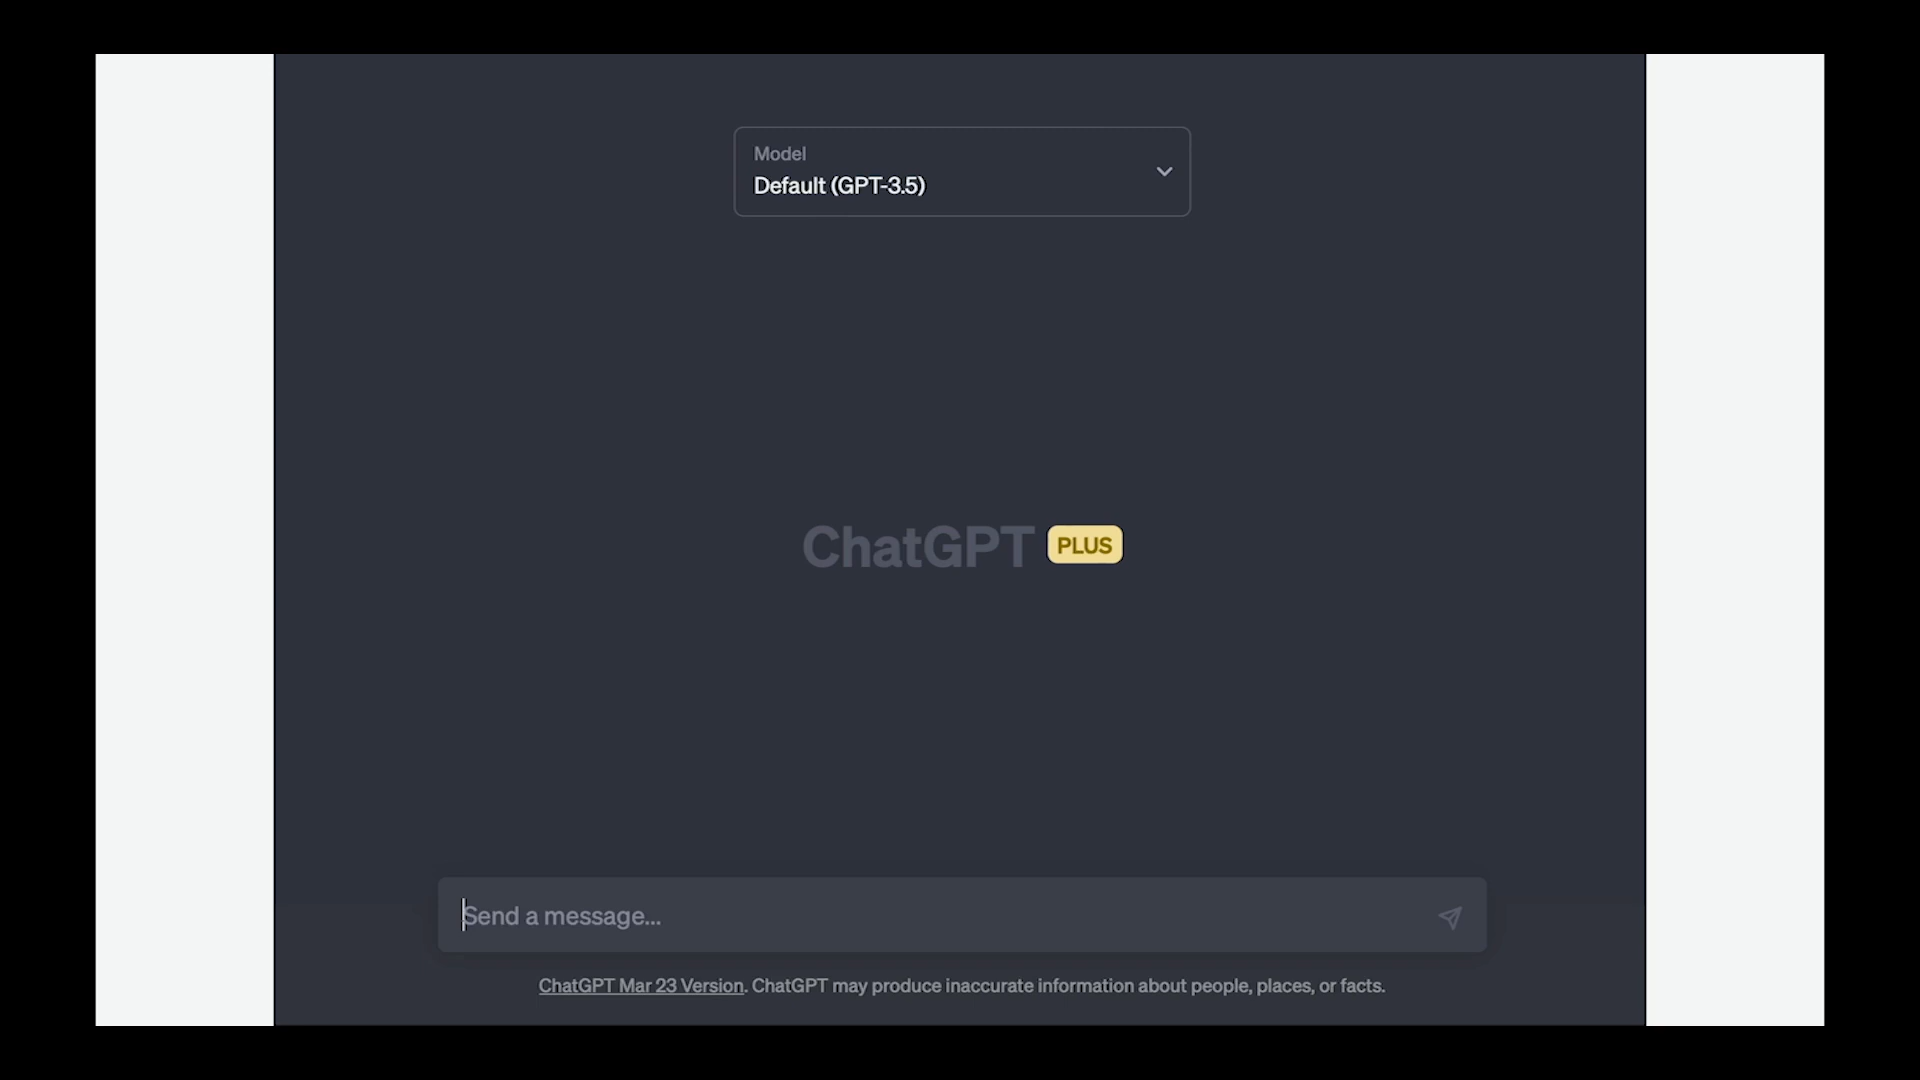 Model
Default (GPT-3.5)
ChatGPT PLUS
Send a message...
ChatGPT Mar 23 Version. ChatGPT may produce inaccurate information about people, places, or facts.